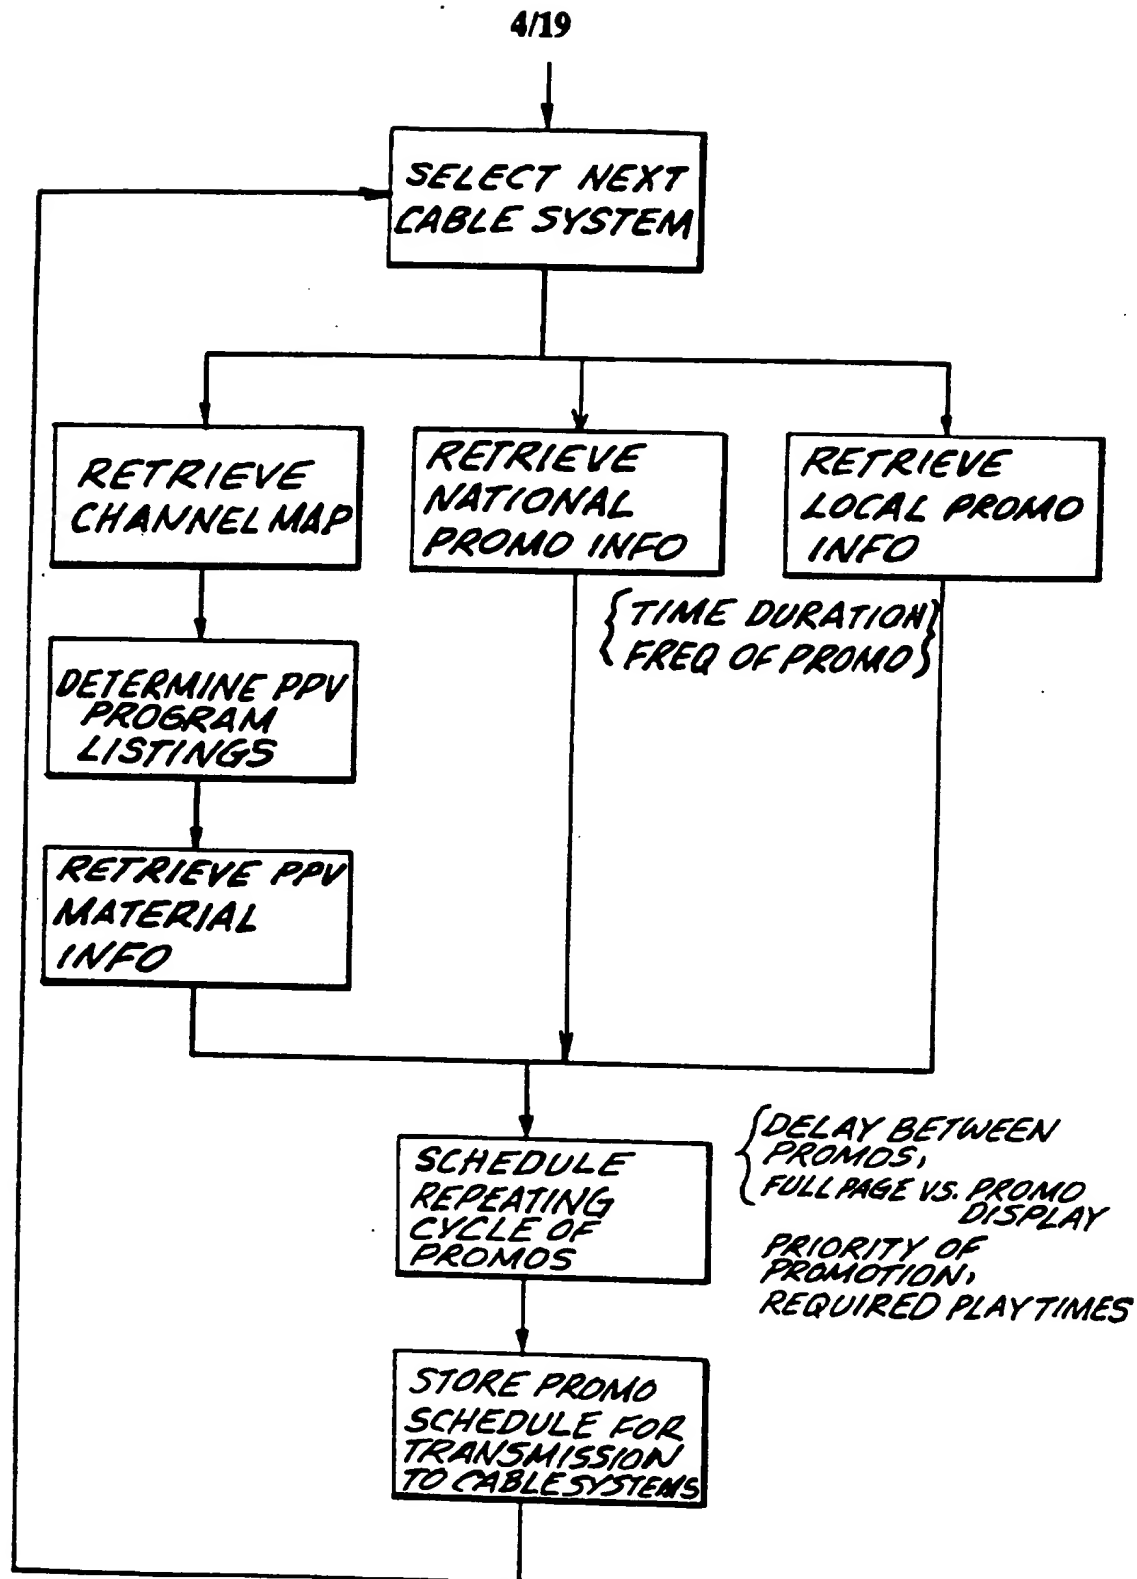 4/19
SELECT NEXT
CABLE SYSTEM
RETRIEVE
CHANNEL MAP
RETRIEVE
NATIONAL
PROMO INFO
RETRIEVE
LOCAL PROMO
INFO
{TIME DURATION}
{FREQ OF PROMO}
DETERMINE PPV
PROGRAM
LISTINGS
RETRIEVE PPV
MATERIAL
INFO
SCHEDULE
REPEATING
CYCLE OF
PROMOS
DELAY BETWEEN
PROMOS,
FULL PAGE VS. PROMO
DISPLAY
PRIORITY OF
PROMOTION,
REQUIRED PLAY TIMES
STORE PROMO
SCHEDULE FOR
TRANSMISSION
TO CABLE SYSTEMS